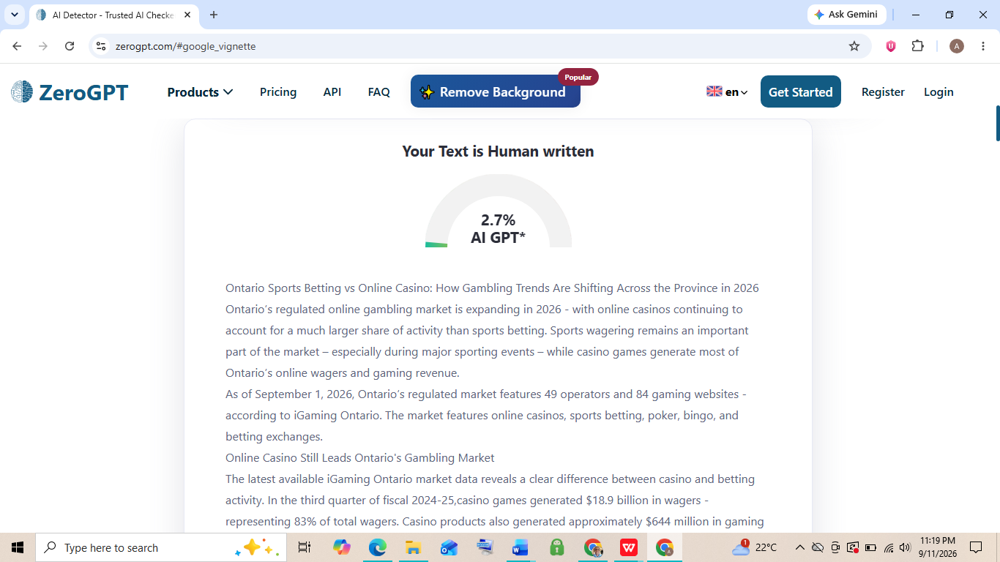 AI Detector - Trusted AI Checke
Ask Gemini
zerogpt.com/#google_vignette
A
ZeroGPT
Products
Pricing
API
FAQ
Remove Background
Popular
en
Get Started
Register
Login
Your Text is Human written
2.7%
AI GPT*
Ontario Sports Betting vs Online Casino: How Gambling Trends Are Shifting Across the Province in 2026
Ontario’s regulated online gambling market is expanding in 2026 - with online casinos continuing to
account for a much larger share of activity than sports betting. Sports wagering remains an important
part of the market – especially during major sporting events – while casino games generate most of
Ontario’s online wagers and gaming revenue.
As of September 1, 2026, Ontario’s regulated market features 49 operators and 84 gaming websites -
according to iGaming Ontario. The market features online casinos, sports betting, poker, bingo, and
betting exchanges.
Online Casino Still Leads Ontario's Gambling Market
The latest available iGaming Ontario market data reveals a clear difference between casino and betting
activity. In the third quarter of fiscal 2024-25,casino games generated $18.9 billion in wagers -
representing 83% of total wagers. Casino products also generated approximately $644 million in gaming
Type here to search
1
22°C
11:19 PM
9/11/2026